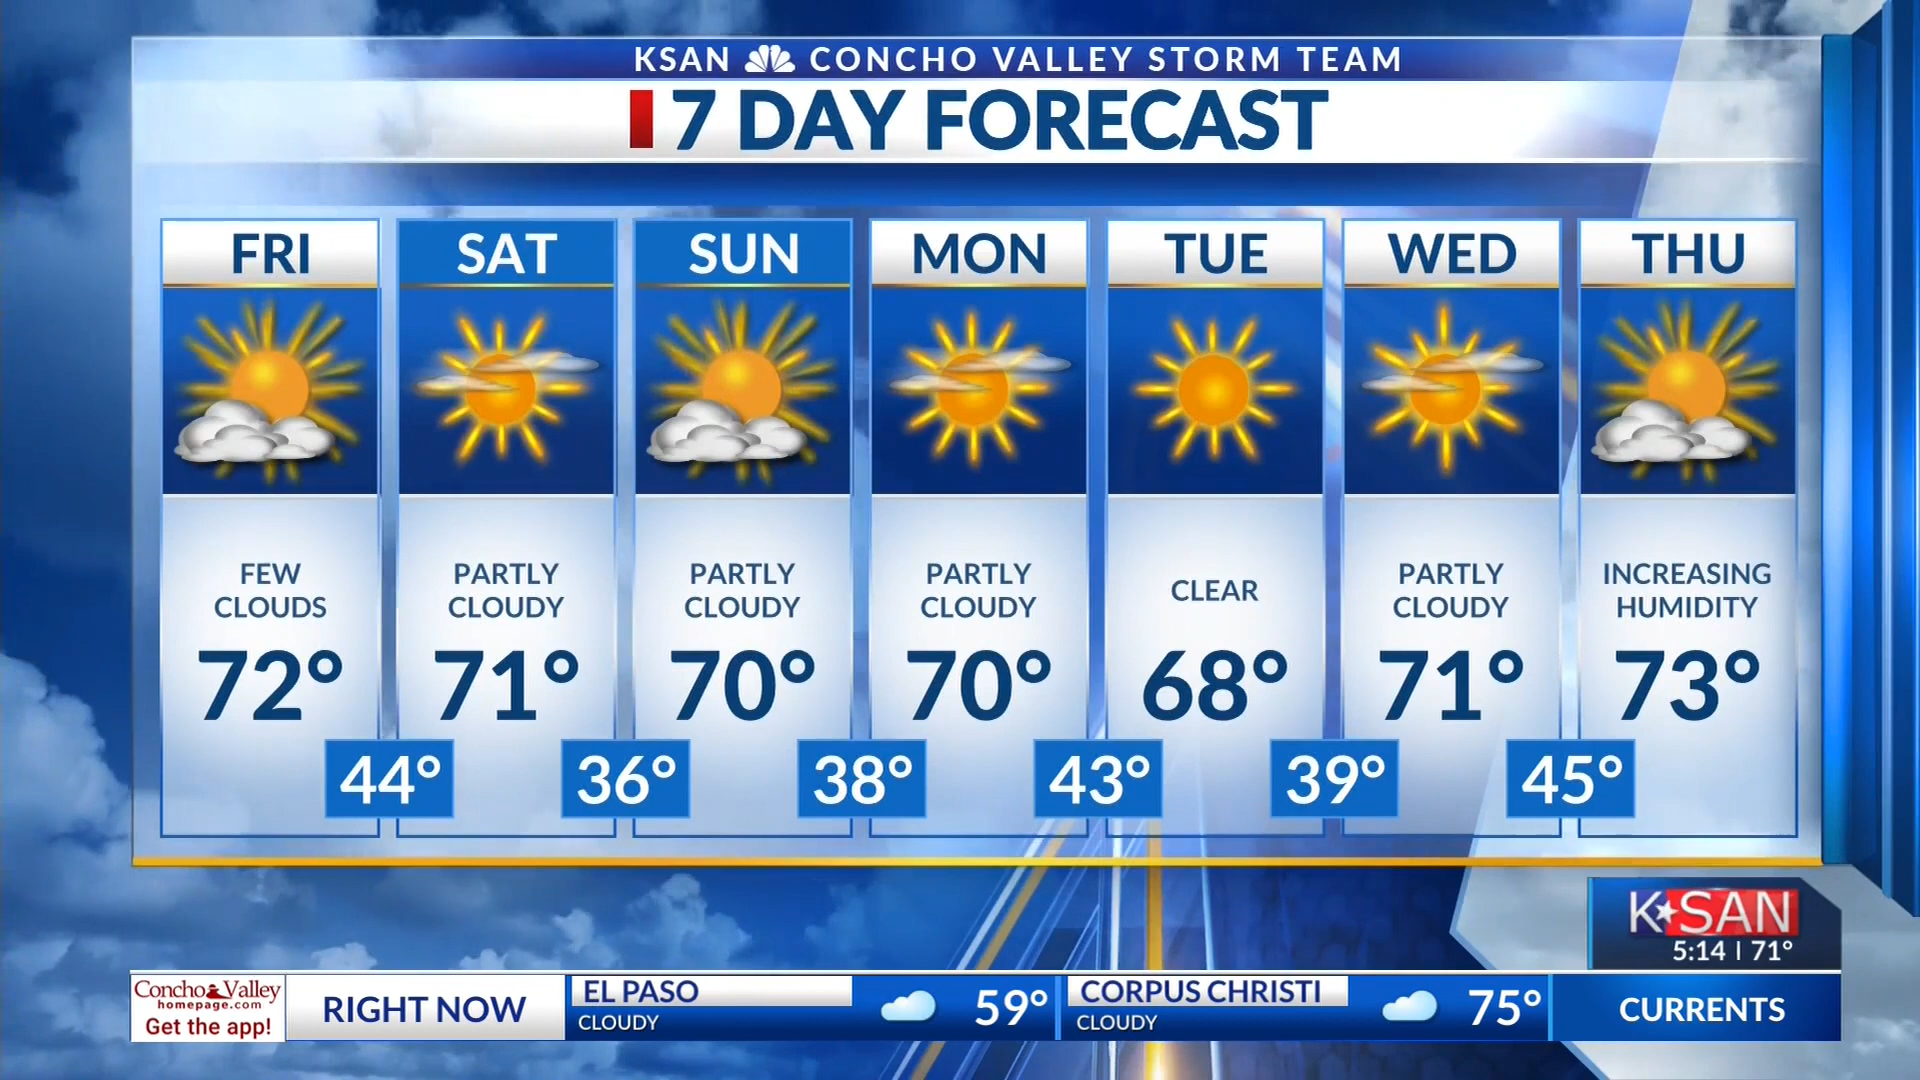 KSAN CONCHO VALLEY STORM TEAM
7 DAY FORECAST
FRI SAT SUN MON TUE WED THU
FEW CLOUDS
PARTLY CLOUDY
PARTLY CLOUDY
PARTLY CLOUDY
CLEAR
PARTLY CLOUDY
INCREASING HUMIDITY
72° 71° 70° 70° 68° 71° 73°
44° 36° 38° 43° 39° 45°
KSAN
5:14 | 71°
Concho Valley
homepage.com
Get the app!
RIGHT NOW
EL PASO
CLOUDY
59°
CORPUS CHRISTI
CLOUDY
75°
CURRENTS